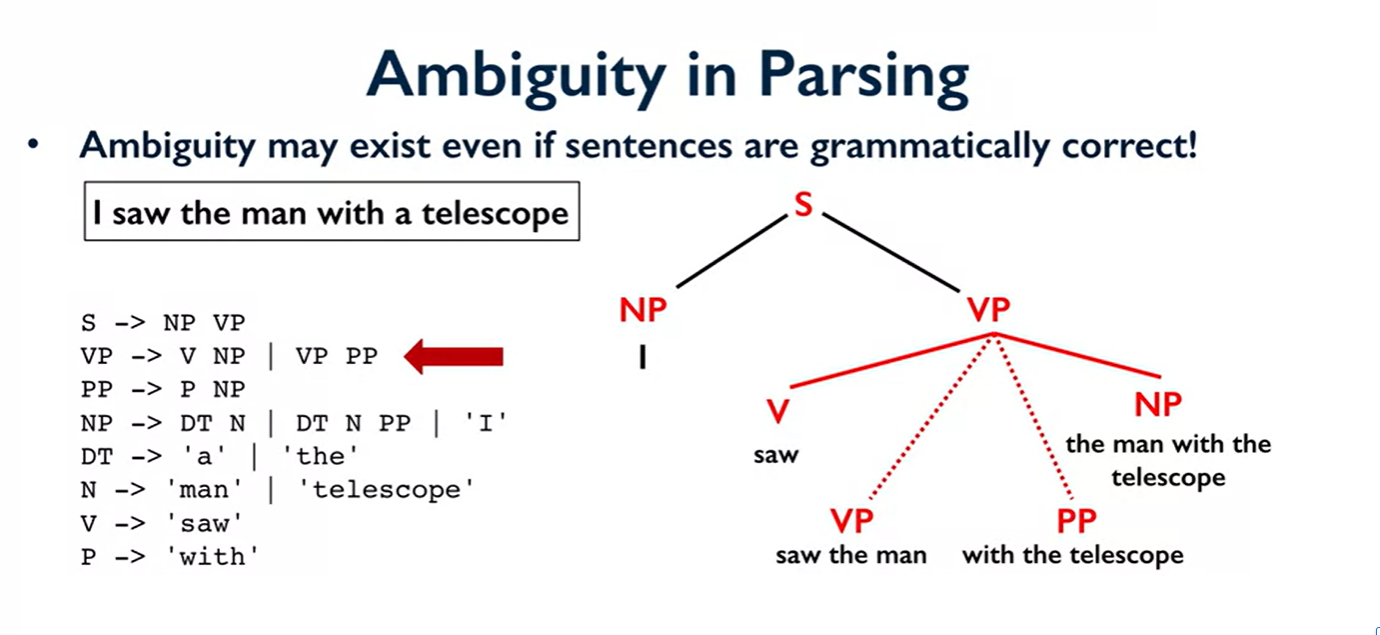 Ambiguity in Parsing
• Ambiguity may exist even if sentences are grammatically correct!
I saw the man with a telescope
S -> NP VP
VP -> V NP | VP PP
PP -> P NP
NP -> DT N | DT N PP | 'I'
DT -> 'a' | 'the'
N -> 'man' | 'telescope'
V -> 'saw'
P -> 'with'
S
NP
VP
I
V
NP
saw
the man with the
telescope
VP
PP
saw the man
with the telescope